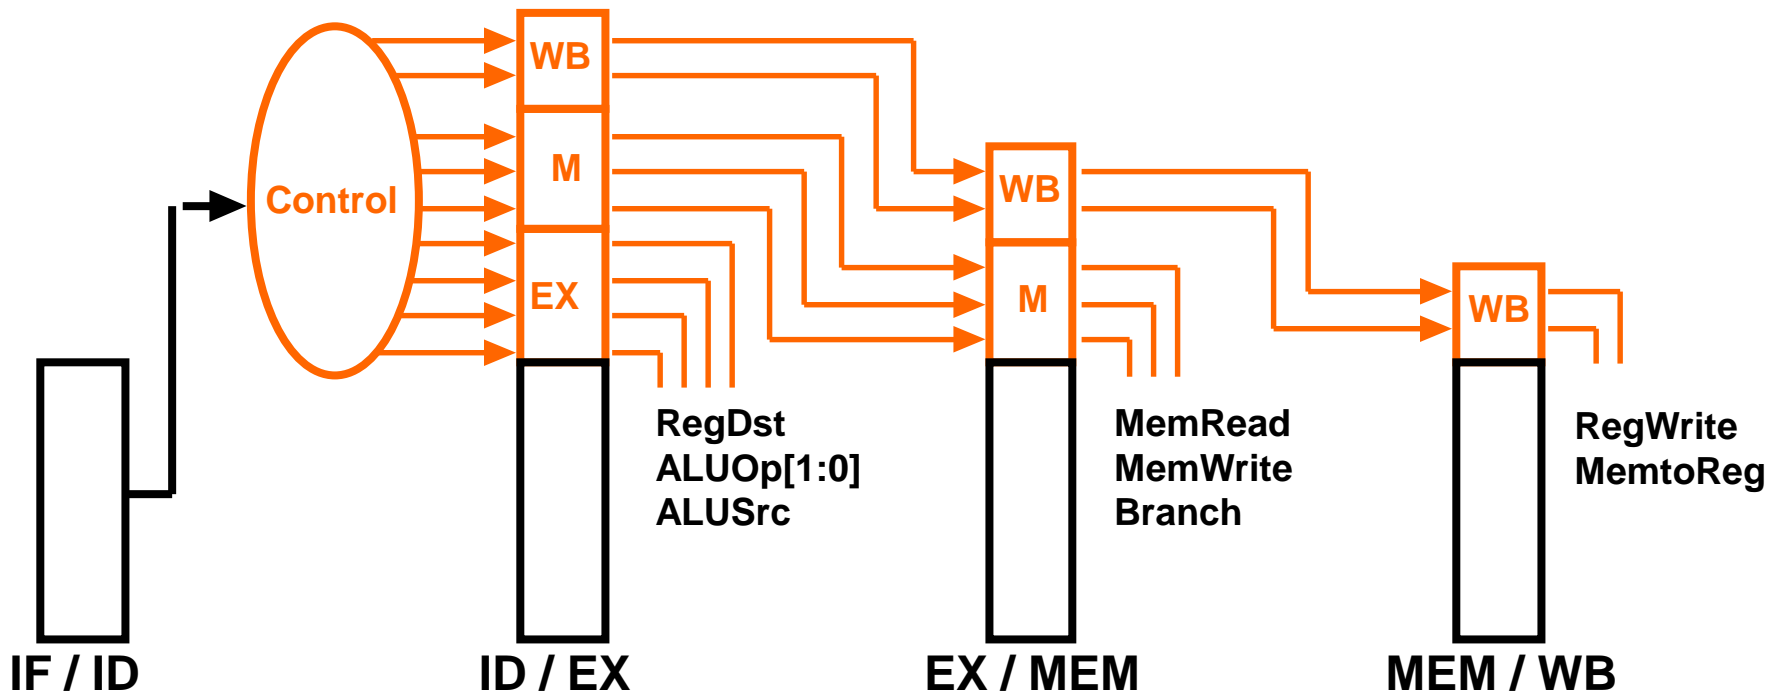 WB
M
Control
WB
EX
M
WB
RegDst
ALUOp[1:0]
ALUSrc
MemRead
MemWrite
Branch
RegWrite
MemtoReg
IF / ID
ID / EX
EX / MEM
MEM / WB